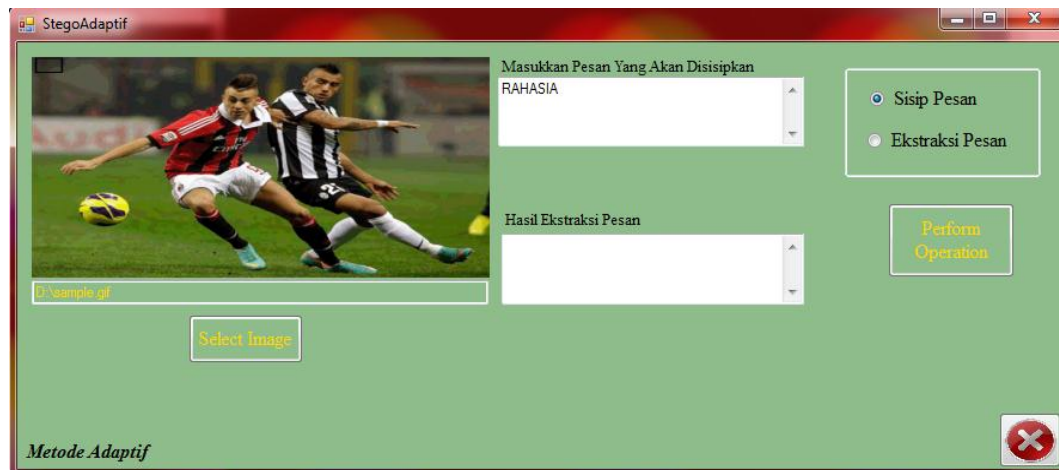 StegoAdaptif
Masukkan Pesan Yang Akan Disisipkan
RAHASIA
Sisip Pesan
Ekstraksi Pesan
Hasil Ekstraksi Pesan
Perform
Operation
D:\sample.gif
Select Image
Metode Adaptif